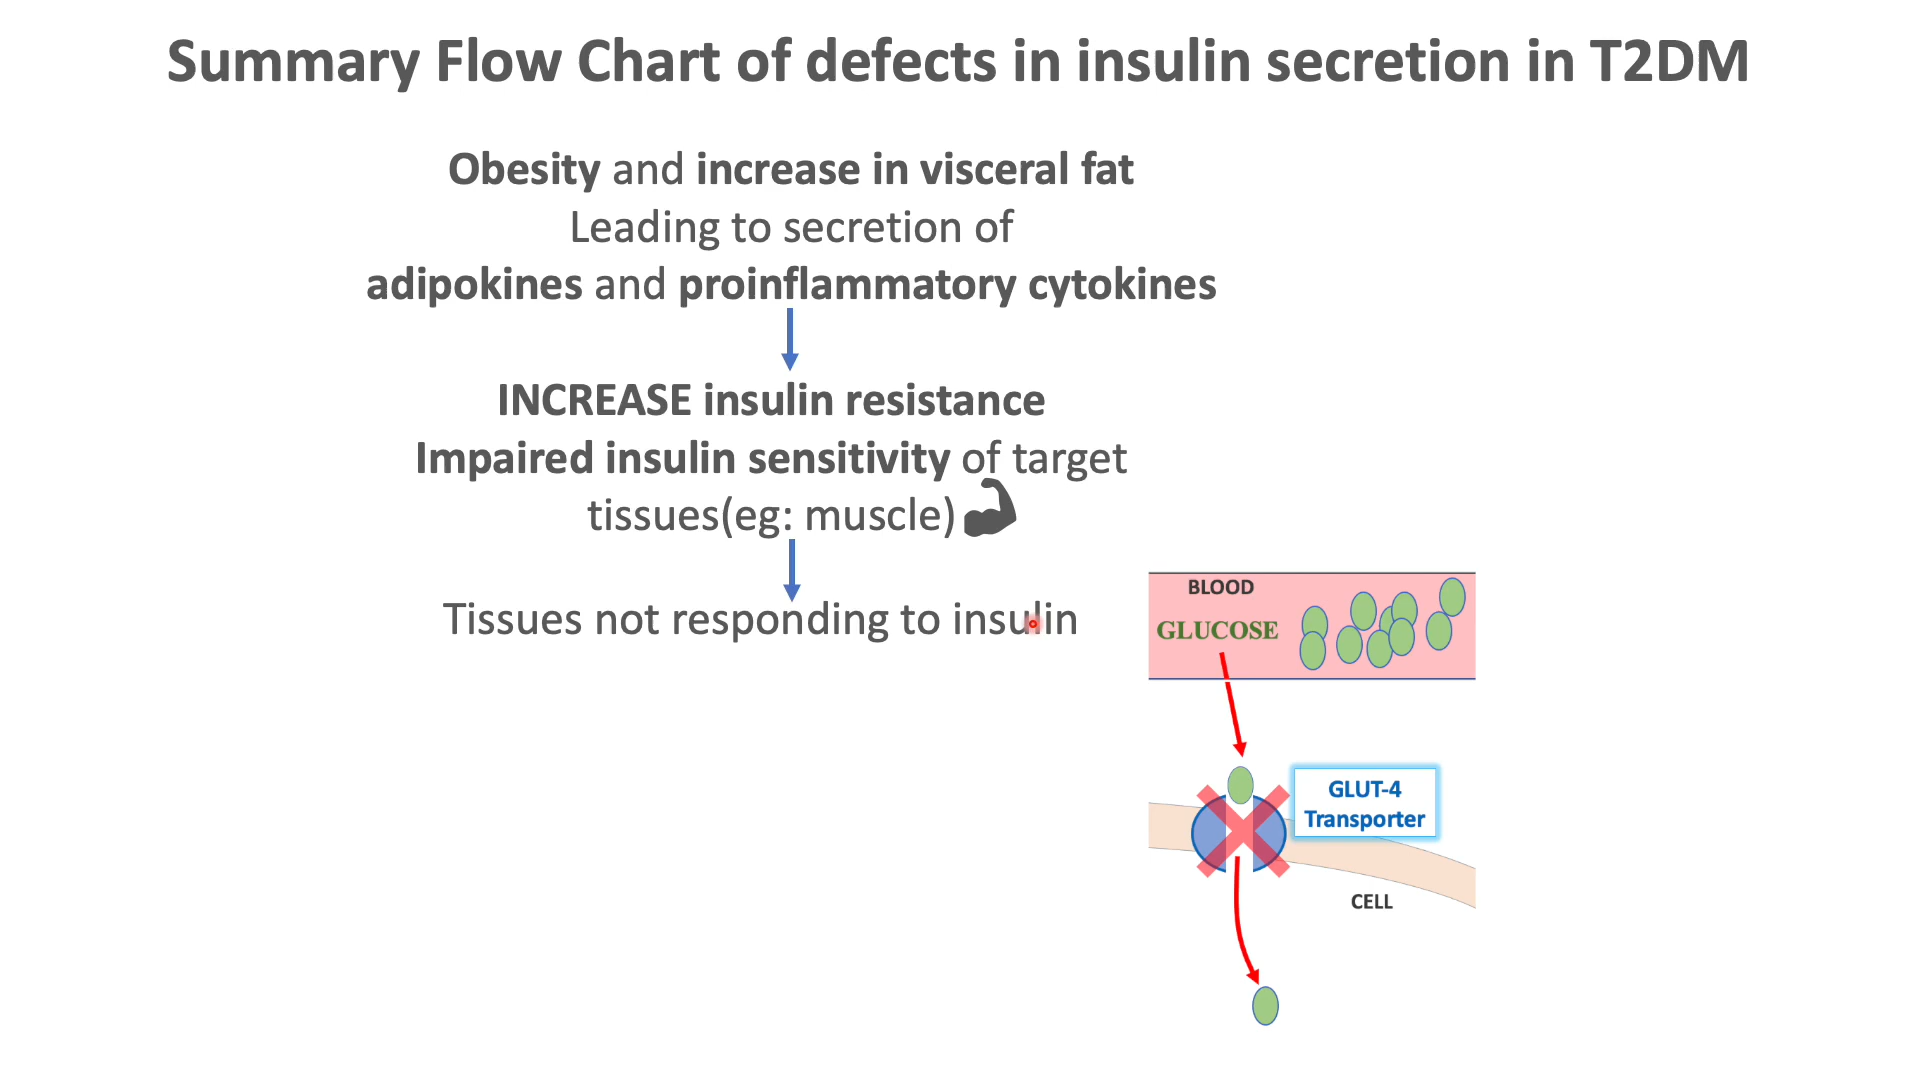 Summary Flow Chart of defects in insulin secretion in T2DM
Obesity and increase in visceral fat
Leading to secretion of
adipokines and proinflammatory cytokines
INCREASE insulin resistance
Impaired insulin sensitivity of target
tissues(eg: muscle)
Tissues not responding to insulin
BLOOD
GLUCOSE
GLUT-4
Transporter
CELL